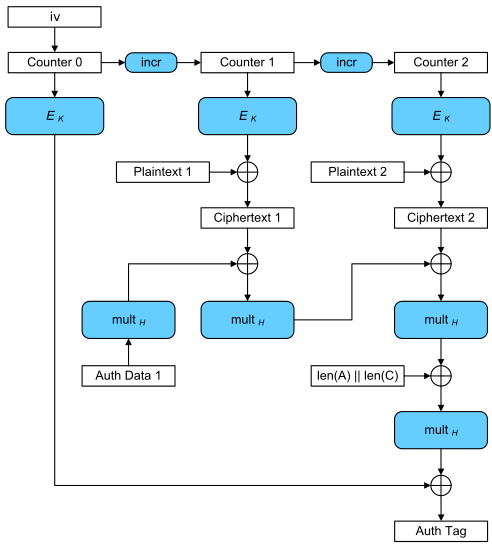 iv
Counter 0
incr
Counter 1
incr
Counter 2
E K
E K
E K
Plaintext 1
Plaintext 2
Ciphertext 1
Ciphertext 2
mult H
mult H
mult H
Auth Data 1
len(A) || len(C)
mult H
Auth Tag